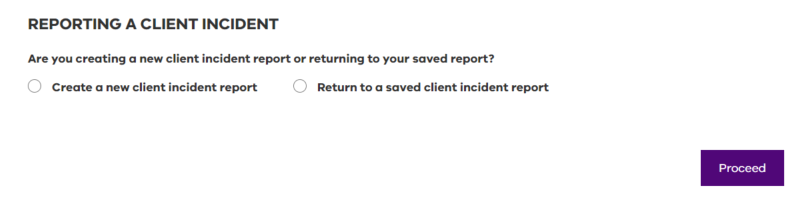 REPORTING A CLIENT INCIDENT
Are you creating a new client incident report or returning to your saved report?
Create a new client incident report
Return to a saved client incident report
Proceed